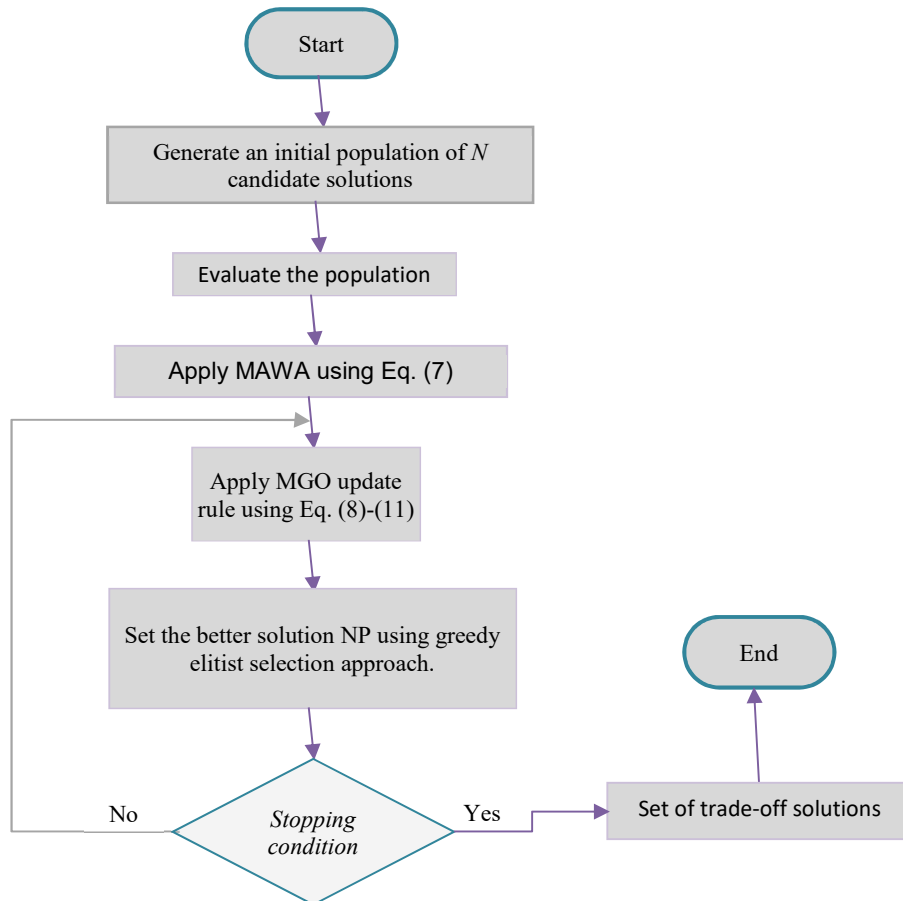 Start
Generate an initial population of N
candidate solutions
Evaluate the population
Apply MAWA using Eq. (7)
Apply MGO update
rule using Eq. (8)-(11)
Set the better solution NP using greedy
elitist selection approach.
End
No
Stopping
condition
Yes
Set of trade-off solutions